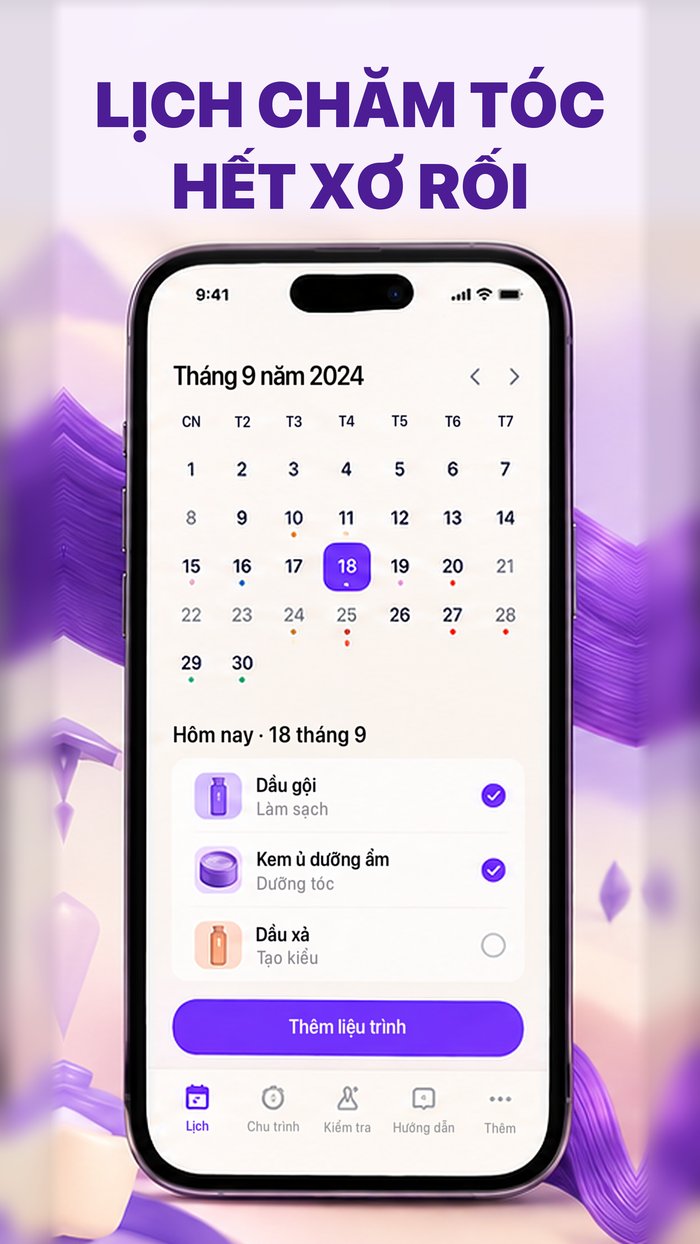 LỊCH CHĂM TÓC
HẾT XƠ RỐI
9:41
Tháng 9 năm 2024
CN T2 T3 T4 T5 T6 T7
1 2 3 4 5 6 7
8 9 10 11 12 13 14
15 16 17 18 19 20 21
22 23 24 25 26 27 28
29 30
Hôm nay · 18 tháng 9
Dầu gội
Làm sạch
Kem ủ dưỡng ẩm
Dưỡng tóc
Dầu xả
Tạo kiểu
Thêm liệu trình
Lịch Chu trình Kiểm tra Hướng dẫn Thêm